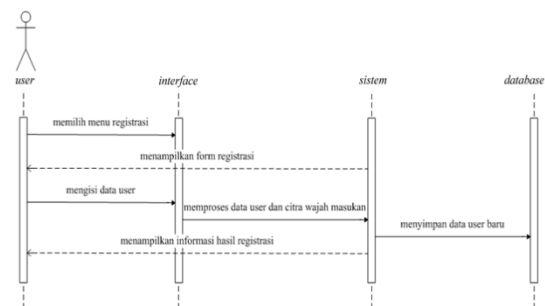 user
interface
sistem
database
memilih menu registrasi
menampilkan form registrasi
mengisi data user
memproses data user dan citra wajah masukan
menyimpan data user baru
menampilkan informasi hasil registrasi